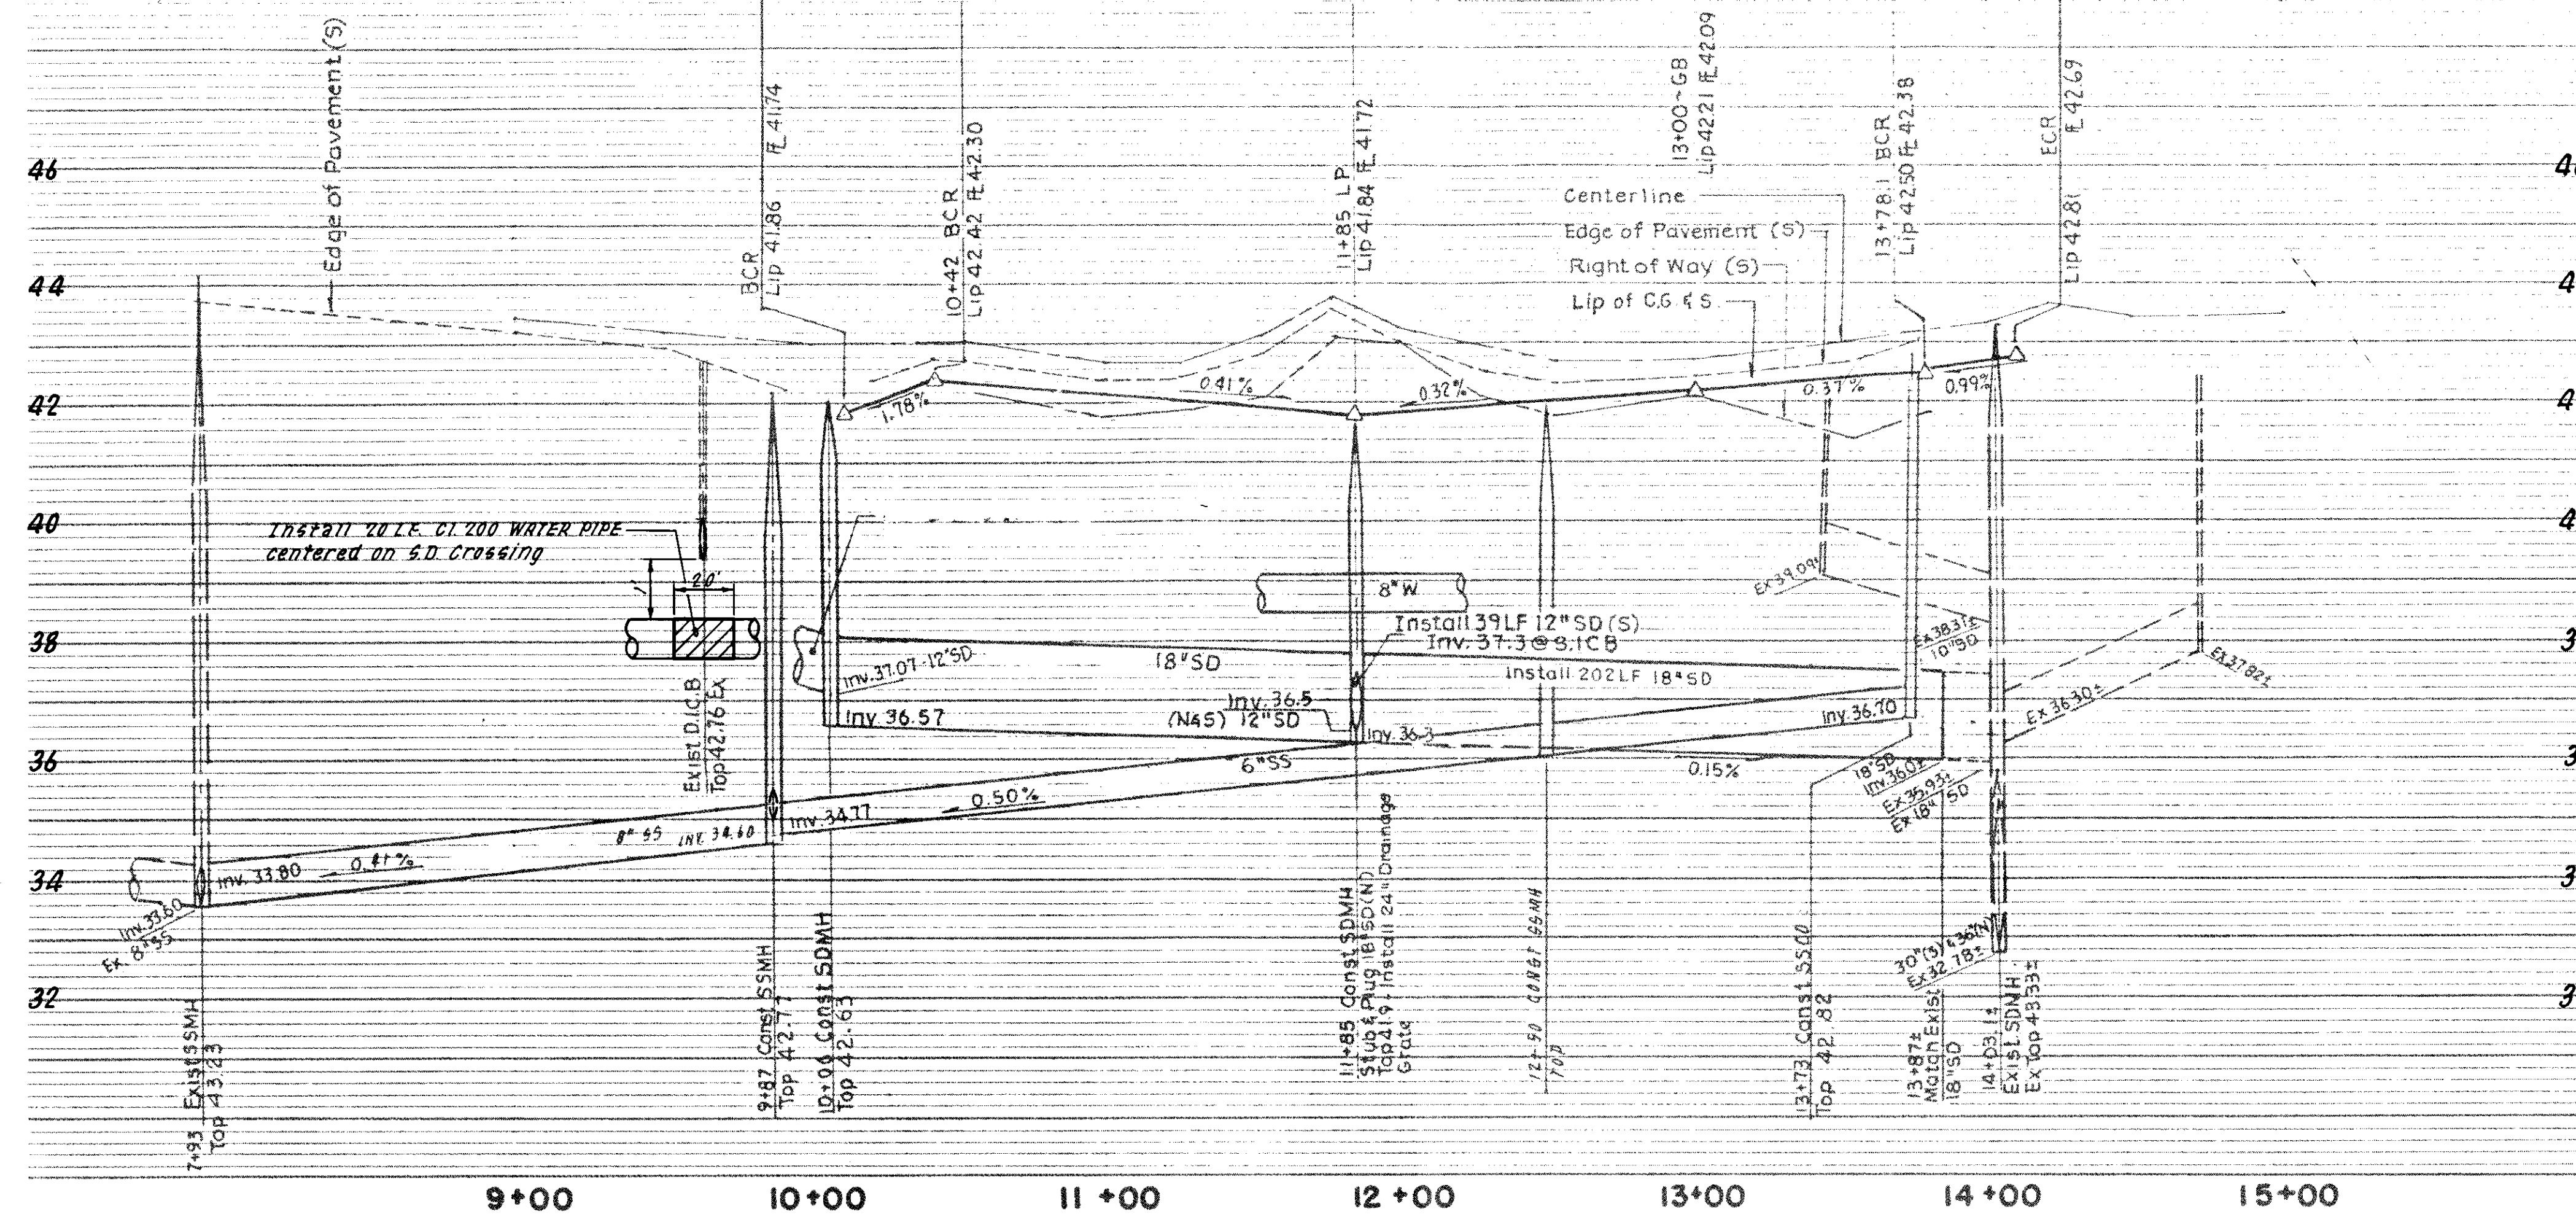 Edge of Pavement (S)
BCR
Lip 41.86 FL 41.74
10+42 BCR
Lip 42.42 FL 42.30
11+85 LP
Lip 41.84 FL 41.72
13+00~GB
Lip 42.21 FL 42.09
13+78.1 BCR
Lip 42.50 FL 42.38
ECR
Lip 42.81 FL 42.69
46
44
42
40
38
36
34
32
Centerline
Edge of Pavement (S)
Right of Way (S)
Lip of C.G. & S
1.78%
0.41%
0.32%
0.37%
0.99%
Install 20 L.F. Cl. 200 WATER PIPE
centered on S.D. Crossing
1'
20'
8"W
Install 39 LF 12" SD (S)
Inv. 37.3 @ S. 1 CB
18" SD
Install 202 LF 18" SD
Inv. 37.07 - 12" SD
Inv. 36.57
Inv. 36.5
(N&S) 12" SD
Inv. 36.3
Inv. 36.70
Ex 39.09±
Ex 38.31±
10" SD
Ex 37.82±
Ex 36.30±
6" SS
0.15%
0.50%
18" SD
Inv. 36.0±
Ex 35.93±
Ex 18" SD
Exist. D.I.C.B
Top 42.76 Ex
8" SS INV. 34.60
Inv. 34.77
Inv. 33.80
0.41%
Inv. 33.60
Ex. 8" SS
30" (S) & 36" (N)
Ex 32.78±
7+93 Exist SSMH
Top 43.23
9+87 Const SSMH
Top 42.77
10+06 Const SDMH
Top 42.63
11+85 Const SDMH
Stub & Plug 18" SD (N)
Top 41.9 - Install 24" Drainage
Grate
12+50 CONST SSMH
TOP
13+73 Const SSCO
Top 42.82
13+87±
Match Exist
18" SD
14+03.1±
Exist. SDMH
Ex Top 43.33±
9+00
10+00
11+00
12+00
13+00
14+00
15+00